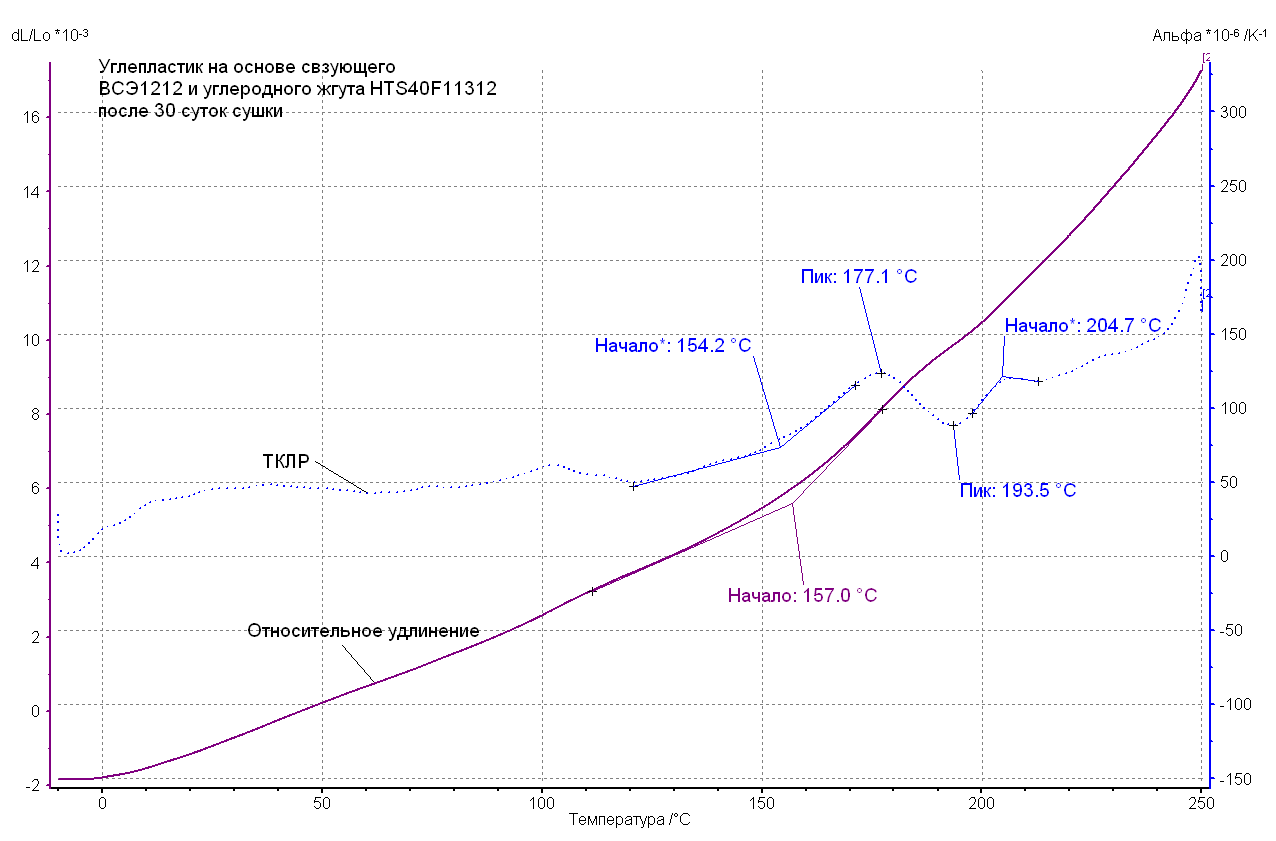 dL/Lo *10-3
Альфа *10-6 /K-1
Углепластик на основе свзующего
ВСЭ1212 и углеродного жгута HTS40F11312
после 30 суток сушки
[2
16
14
12
10
8
6
4
2
0
-2
300
250
200
150
100
50
0
-50
-100
-150
[2
Пик: 177.1 °C
Начало*: 204.7 °C
Начало*: 154.2 °C
ТКЛР
Пик: 193.5 °C
Начало: 157.0 °C
Относительное удлинение
0
50
100
150
200
250
Температура /°C